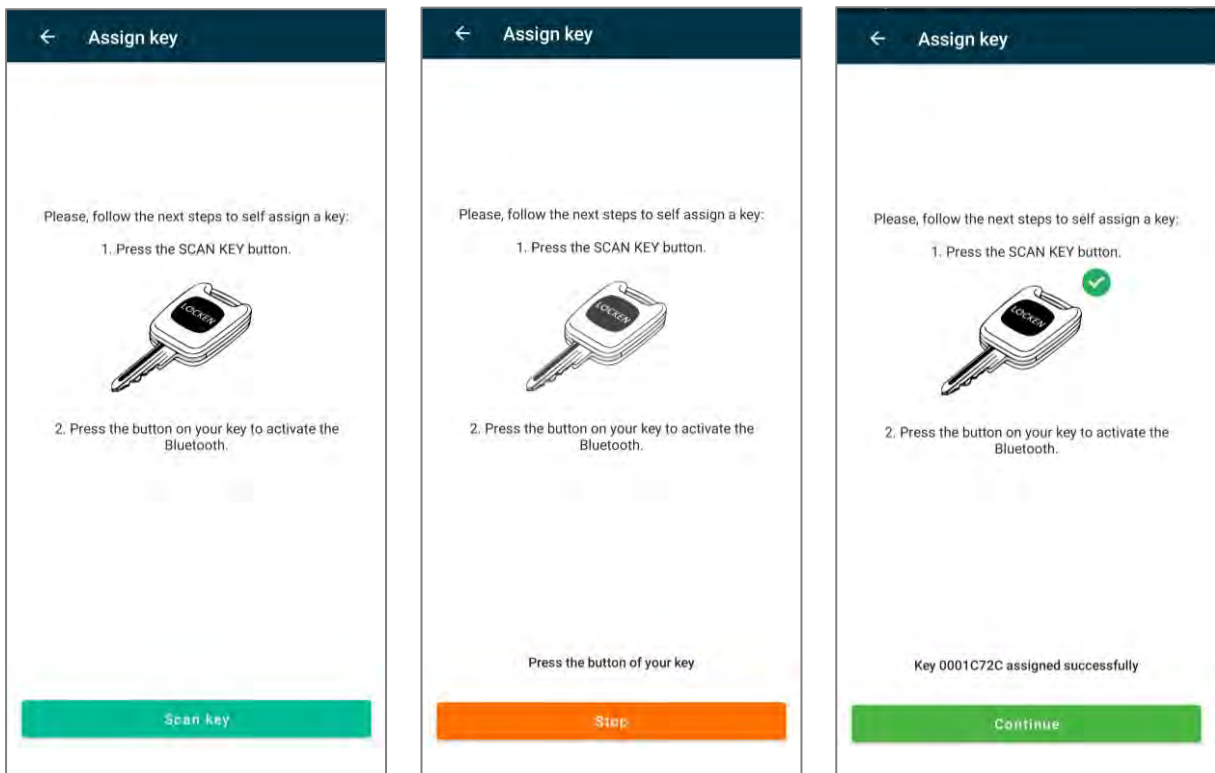 Assign key
Please, follow the next steps to self assign a key:
1. Press the SCAN KEY button.
LOCKEN
2. Press the button on your key to activate the
Bluetooth.
Scan key
Assign key
Please, follow the next steps to self assign a key:
1. Press the SCAN KEY button.
LOCKEN
2. Press the button on your key to activate the
Bluetooth.
Press the button of your key
Stop
Assign key
Please, follow the next steps to self assign a key:
1. Press the SCAN KEY button.
LOCKEN
2. Press the button on your key to activate the
Bluetooth.
Key 0001C72C assigned successfully
Continue